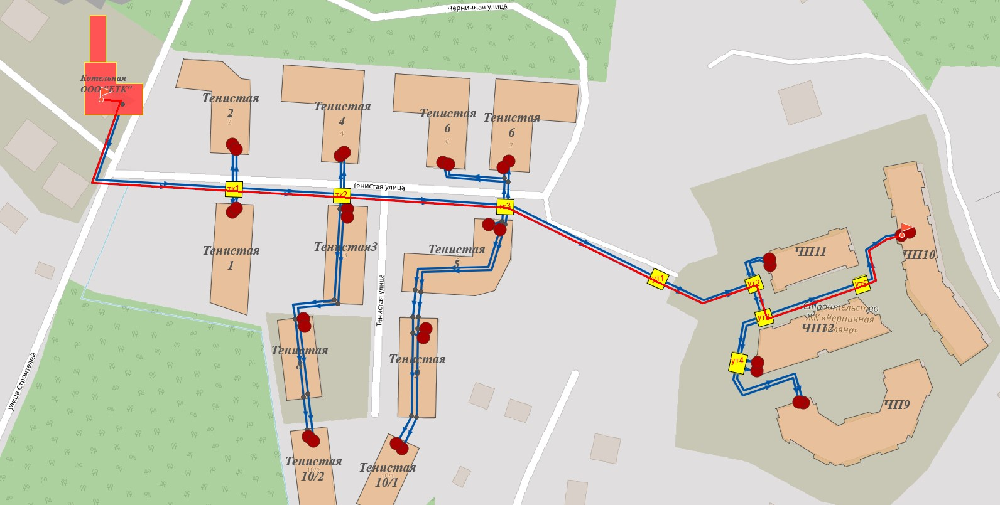 Черничная улица
Котельная
ООО "ЕТК"
Тенистая
2
2
Тенистая
4
4
Тенистая
6
6
Тенистая
6
7
тк1
тк2
Тенистая улица
тк3
Тенистая
1
Тенистая3
3
Тенистая
5
Тенистая улица
ут1
ут2
ЧП11
ЧП10
ут5
ут3
Строительство
ЖК «Черничная
поляна»
ЧП12
ут4
Тенистая
8
Тенистая
9
улица Строителей
ЧП9
Тенистая
10/2
10/2
Тенистая
10/1
10/1